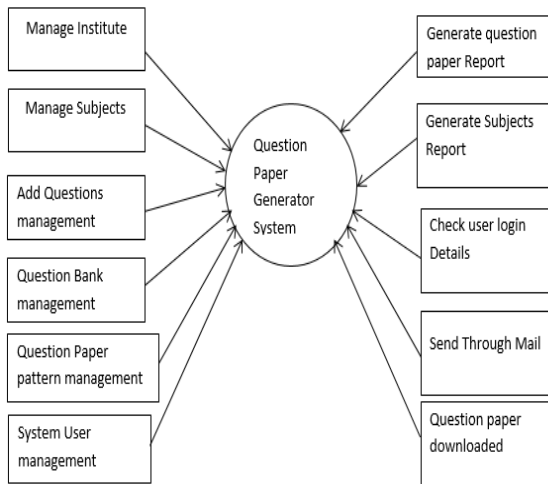 Manage Institute
Manage Subjects
Add Questions
management
Question Bank
management
Question Paper
pattern management
System User
management
Question
Paper
Generator
System
Generate question
paper Report
Generate Subjects
Report
Check user login
Details
Send Through Mail
Question paper
downloaded